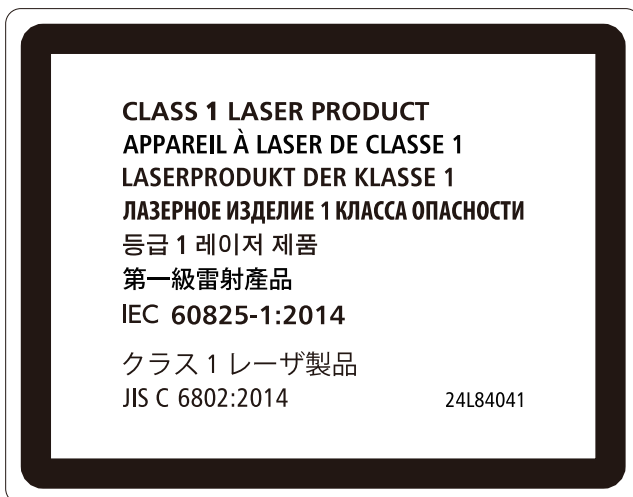 CLASS 1 LASER PRODUCT
APPAREIL À LASER DE CLASSE 1
LASERPRODUKT DER KLASSE 1
ЛАЗЕРНОЕ ИЗДЕЛИЕ 1 КЛАССА ОПАСНОСТИ
등급 1 레이저 제품
第一級雷射產品
IEC 60825-1:2014
クラス 1 レーザ製品
JIS C 6802:2014 24L84041